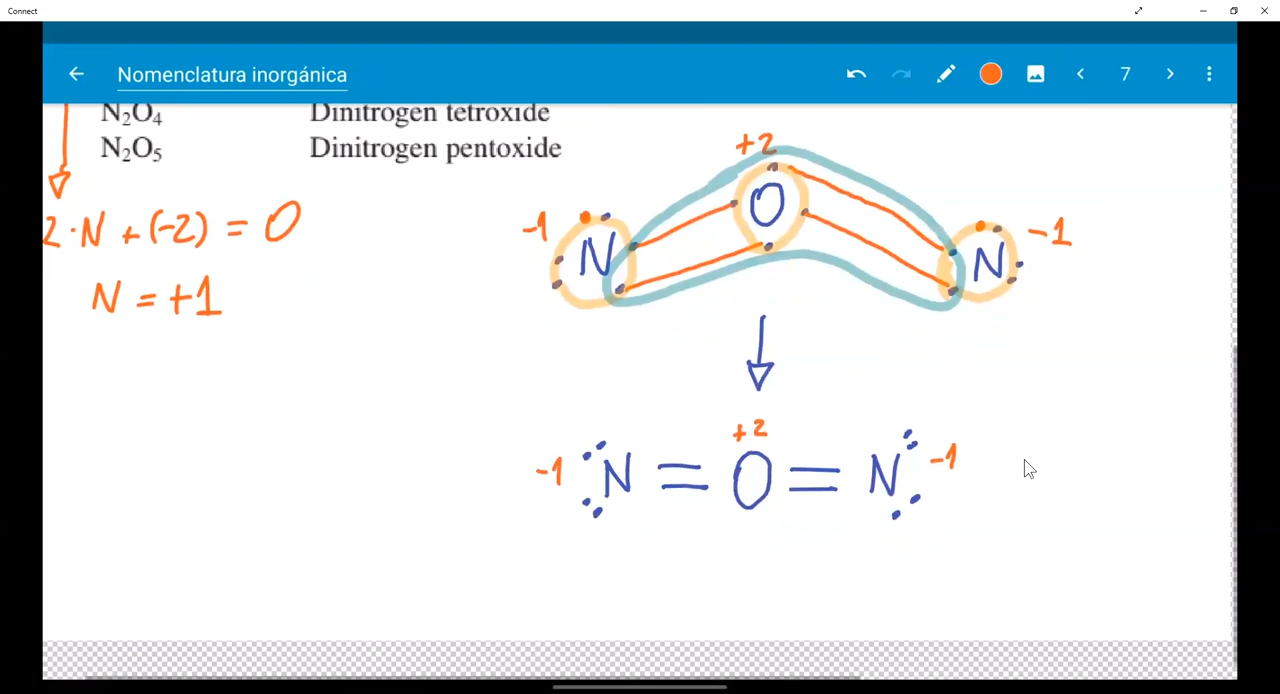 Connect
Nomenclatura inorgánica
7
N₂O₄ Dinitrogen tetroxide
N₂O₅ Dinitrogen pentoxide
2·N + (-2) = 0
N = +1
+2
-1 N O N -1
+2
-1 N = O = N -1